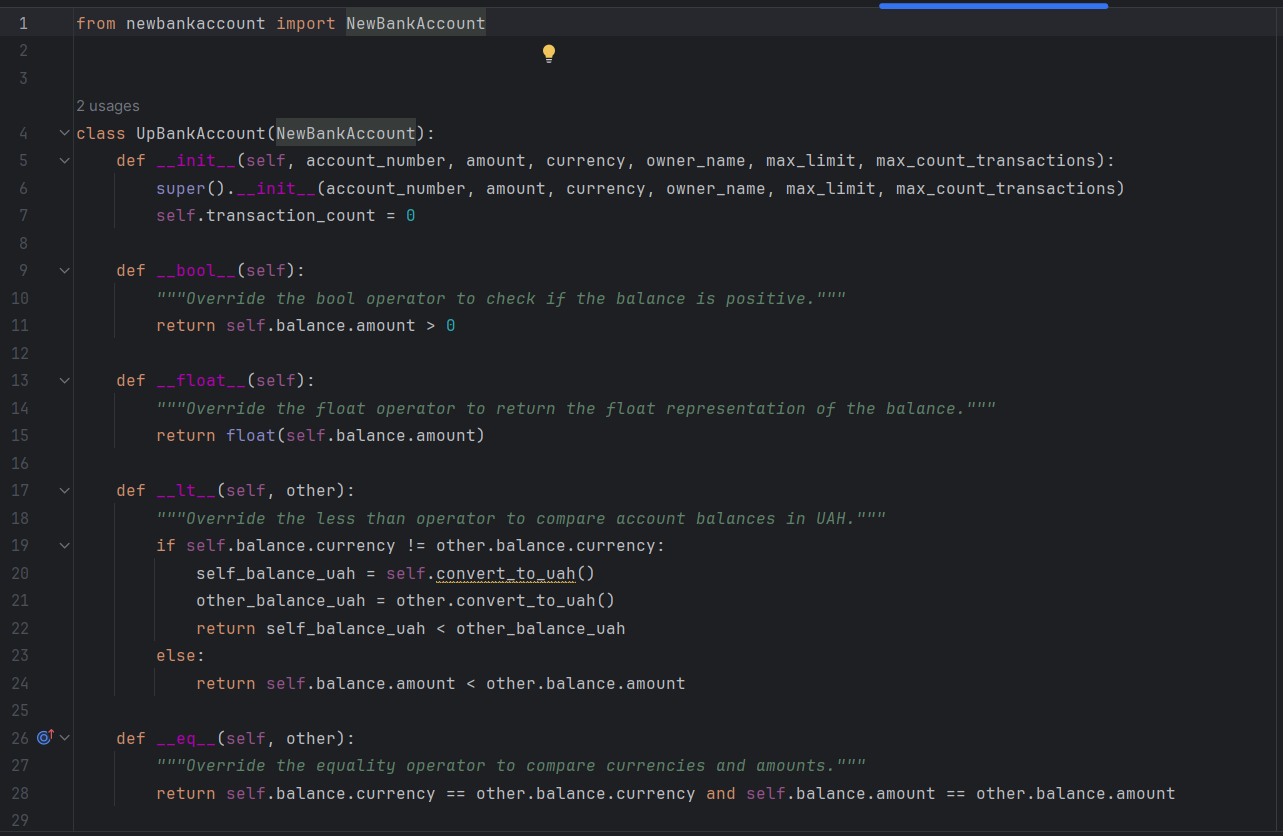 1 from newbankaccount import NewBankAccount
2
3
2 usages
4 class UpBankAccount(NewBankAccount):
5     def __init__(self, account_number, amount, currency, owner_name, max_limit, max_count_transactions):
6         super().__init__(account_number, amount, currency, owner_name, max_limit, max_count_transactions)
7         self.transaction_count = 0
8
9     def __bool__(self):
10         """Override the bool operator to check if the balance is positive."""
11         return self.balance.amount > 0
12
13     def __float__(self):
14         """Override the float operator to return the float representation of the balance."""
15         return float(self.balance.amount)
16
17     def __lt__(self, other):
18         """Override the less than operator to compare account balances in UAH."""
19         if self.balance.currency != other.balance.currency:
20             self_balance_uah = self.convert_to_uah()
21             other_balance_uah = other.convert_to_uah()
22             return self_balance_uah < other_balance_uah
23         else:
24             return self.balance.amount < other.balance.amount
25
26     def __eq__(self, other):
27         """Override the equality operator to compare currencies and amounts."""
28         return self.balance.currency == other.balance.currency and self.balance.amount == other.balance.amount
29